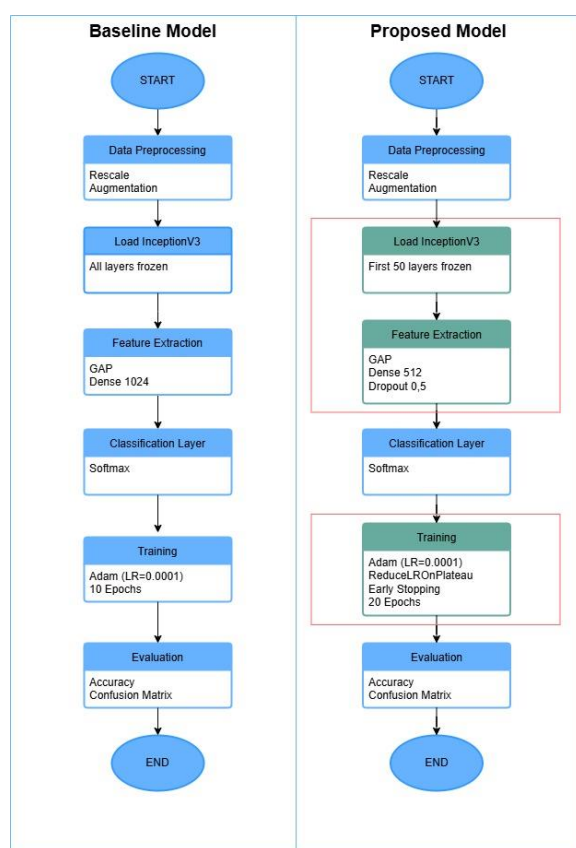 Baseline Model
START
Data Preprocessing
Rescale
Augmentation
Load InceptionV3
All layers frozen
Feature Extraction
GAP
Dense 1024
Classification Layer
Softmax
Training
Adam (LR=0.0001)
10 Epochs
Evaluation
Accuracy
Confusion Matrix
END
Proposed Model
START
Data Preprocessing
Rescale
Augmentation
Load InceptionV3
First 50 layers frozen
Feature Extraction
GAP
Dense 512
Dropout 0,5
Classification Layer
Softmax
Training
Adam (LR=0.0001)
ReduceLROnPlateau
Early Stopping
20 Epochs
Evaluation
Accuracy
Confusion Matrix
END